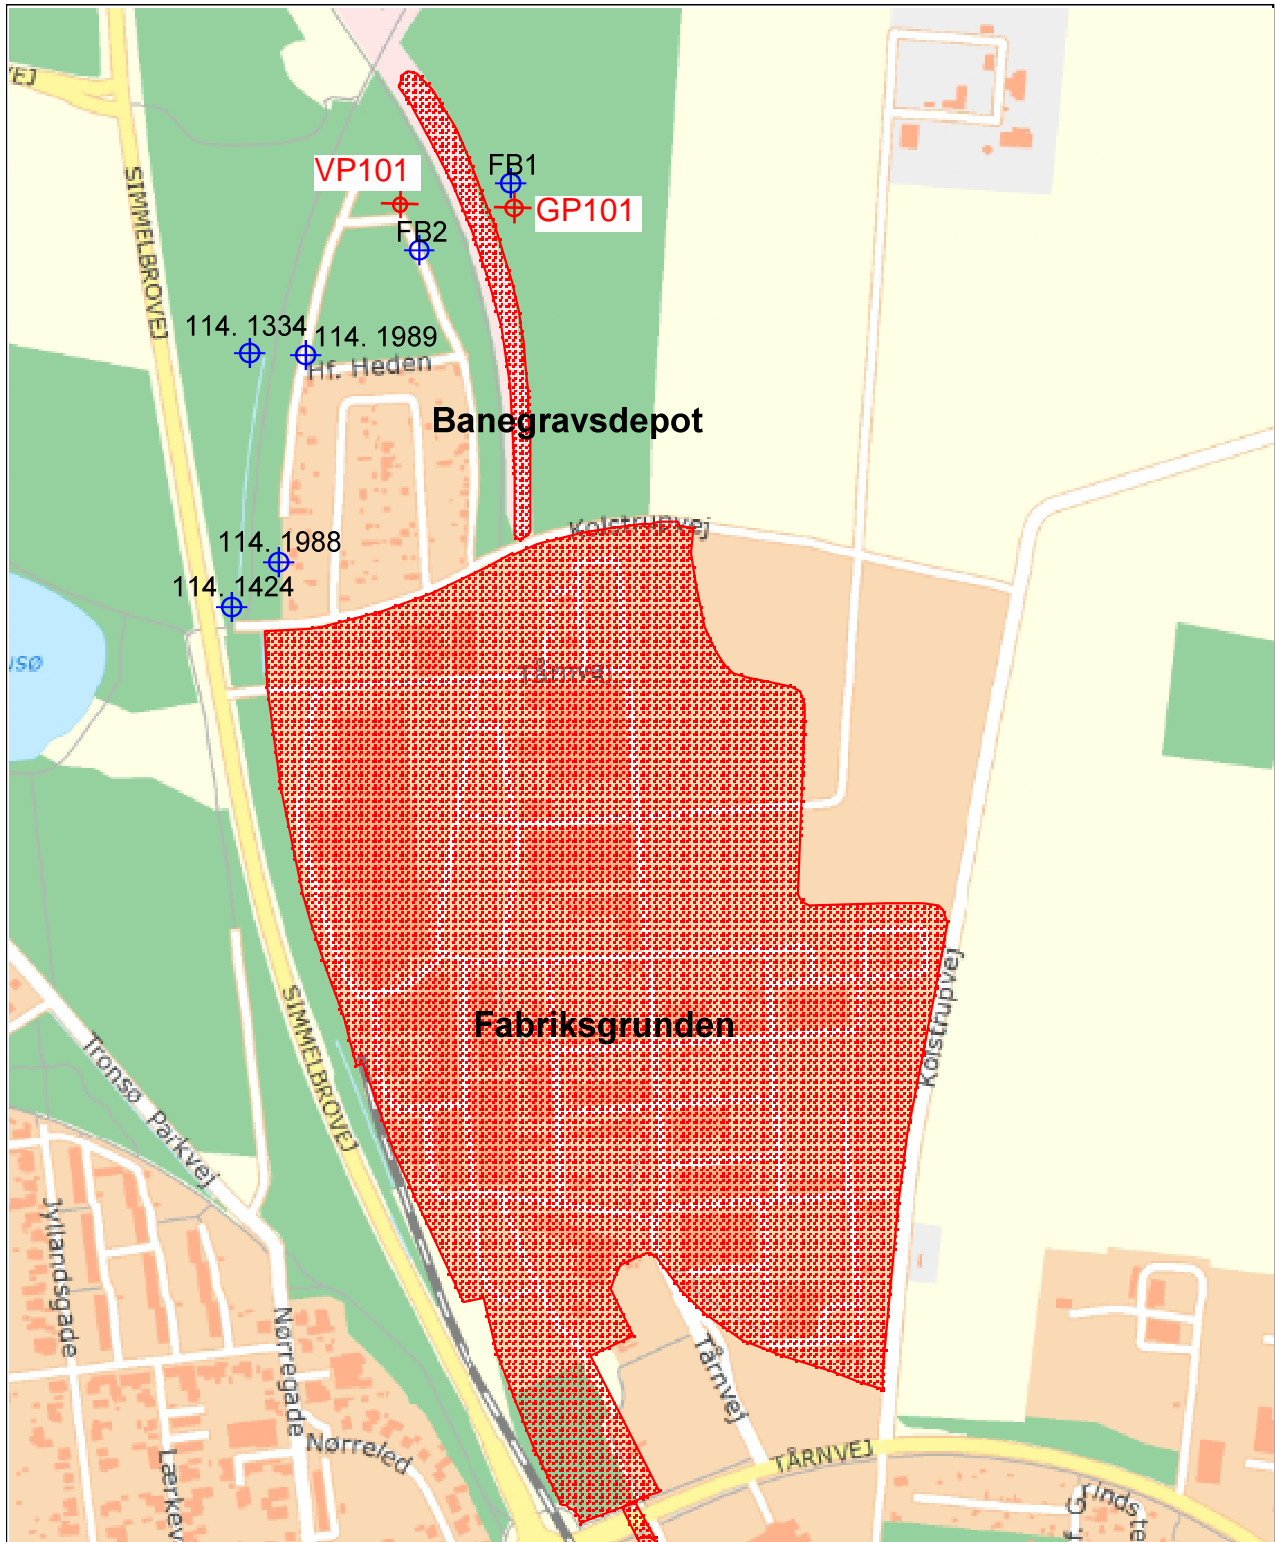 VEJ
SIMMELBROVEJ
VP101
FB1
GP101
FB2
114. 1334
114. 1989
Hf. Heden
Banegravsdepot
Kolstrupvej
114. 1988
114. 1424
Tårnvej
Fabriksgrunden
Kolstrupvej
SIMMELBROVEJ
Tronsø Parkvej
Jyllandsgade
Nørregade
Nørreled
Tårnvej
TÅRNVEJ